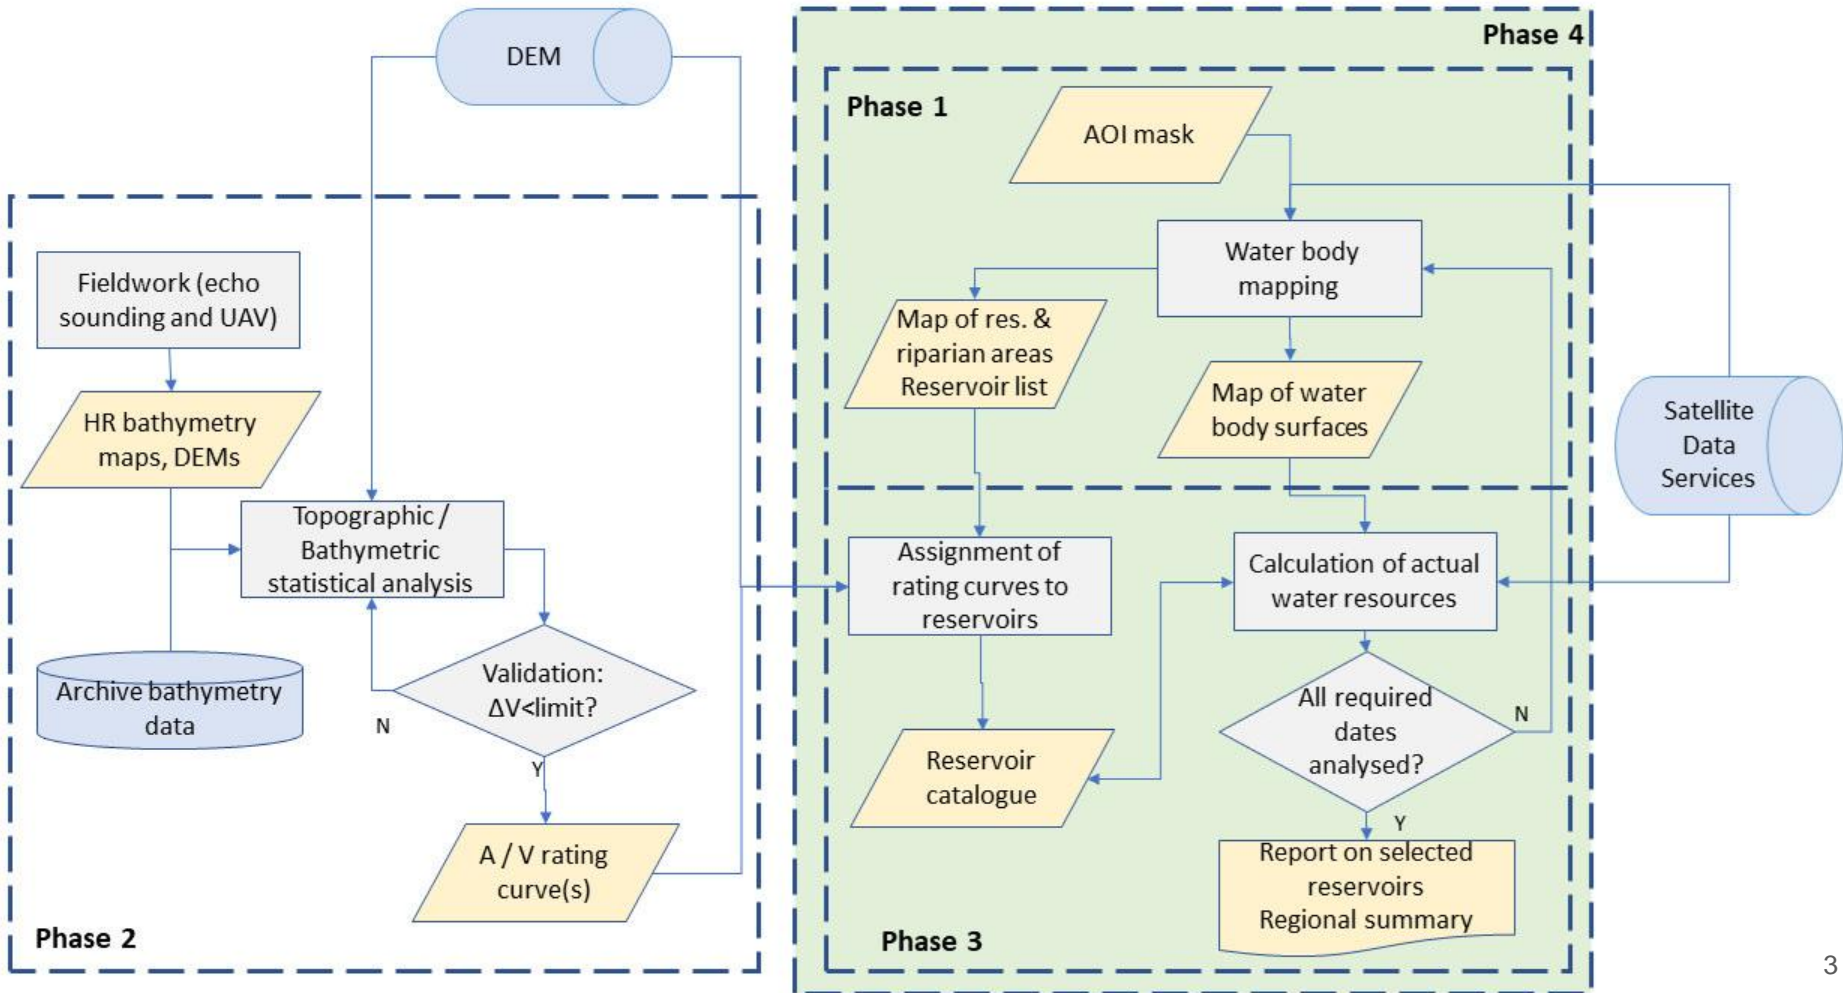 DEM
Phase 4
Phase 1
AOI mask
Water body
mapping
Map of res. &
riparian areas
Reservoir list
Map of water
body surfaces
Satellite
Data
Services
Fieldwork (echo
sounding and UAV)
HR bathymetry
maps, DEMs
Topographic /
Bathymetric
statistical analysis
Archive bathymetry
data
Validation:
ΔV<limit?
N
Y
A / V rating
curve(s)
Phase 2
Assignment of
rating curves to
reservoirs
Calculation of actual
water resources
Reservoir
catalogue
All required
dates
analysed?
N
Y
Report on selected
reservoirs
Regional summary
Phase 3
3